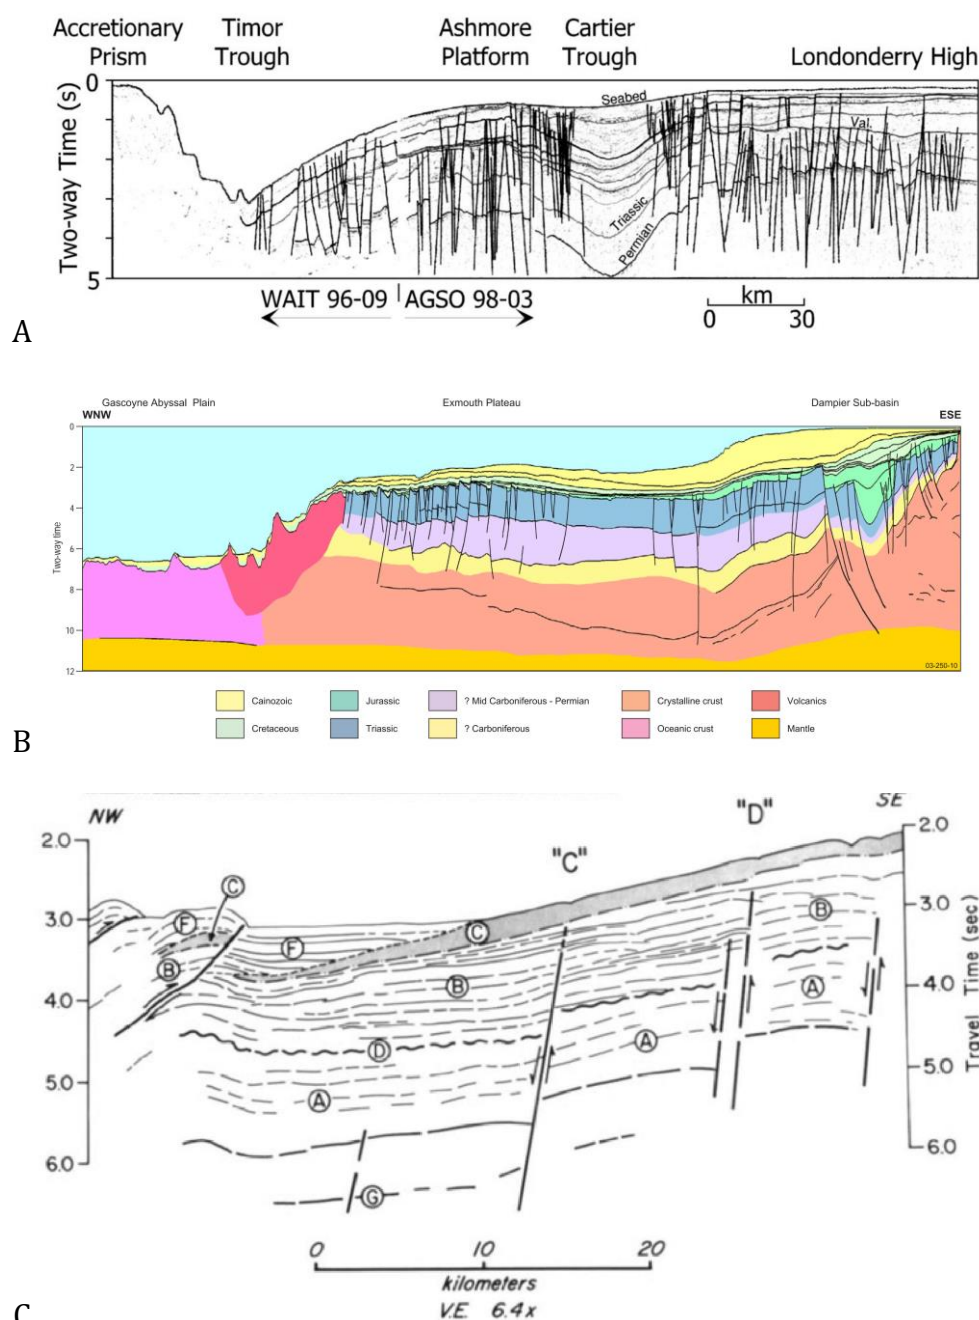 Accretionary Prism
Timor Trough
Ashmore Platform
Cartier Trough
Londonderry High
Two-way Time (s)
0
5
Seabed
Val.
Triassic
Permian
WAIT 96-09
AGSO 98-03
km
0 30
A
Gascoyne Abyssal Plain
Exmouth Plateau
Dampier Sub-basin
WNW
ESE
Two-way time
0
2
4
6
8
10
12
03-250-10
Cainozoic
Jurassic
? Mid Carboniferous - Permian
Crystalline crust
Volcanics
Cretaceous
Triassic
? Carboniferous
Oceanic crust
Mantle
B
NW
SE
"C"
"D"
2.0
3.0
4.0
5.0
6.0
2.0
3.0
4.0
5.0
6.0
Travel Time (sec)
C
F
B
F
C
B
D
A
A
B
A
G
0 10 20
kilometers
V.E. 6.4x
C